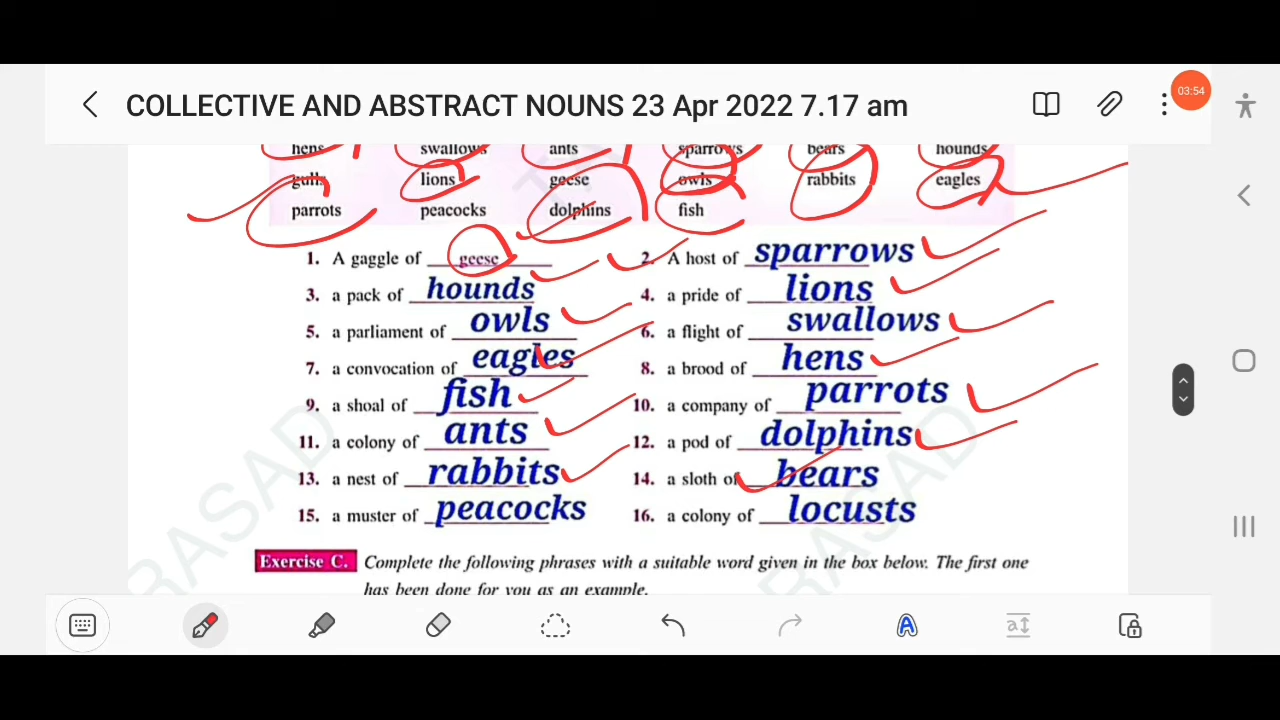 COLLECTIVE AND ABSTRACT NOUNS 23 Apr 2022 7.17 am
03:54
hens swallows ants sparrows bears hounds
gulls lions geese owls rabbits eagles
parrots peacocks dolphins fish
1. A gaggle of geese 2. A host of sparrows
3. a pack of hounds 4. a pride of lions
5. a parliament of owls 6. a flight of swallows
7. a convocation of eagles 8. a brood of hens
9. a shoal of fish 10. a company of parrots
11. a colony of ants 12. a pod of dolphins
13. a nest of rabbits 14. a sloth of bears
15. a muster of peacocks 16. a colony of locusts
Exercise C. Complete the following phrases with a suitable word given in the box below. The first one
has been done for you as an example.
RASAD RASAD
A a